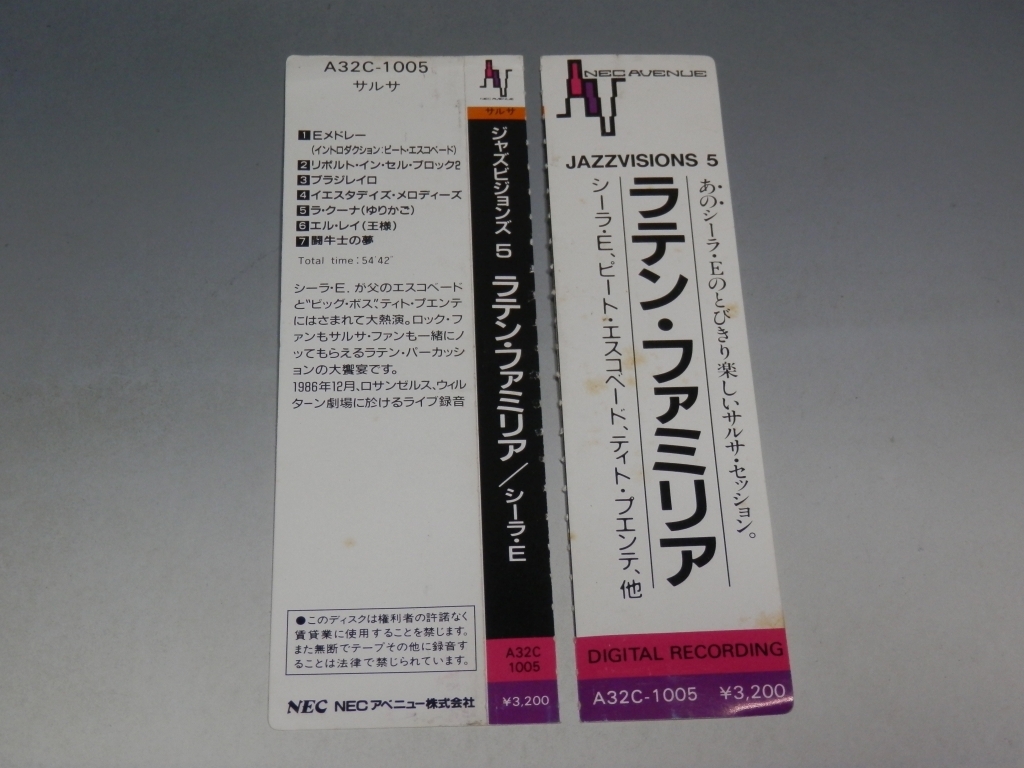 A32C-1005
サルサ
1 Eメドレー
(イントロダクション:ピート・エスコベード)
2 リボルト・イン・セル・ブロック2
3 ブラジレイロ
4 イエスタデイズ・メロディーズ
5 ラ・クーナ(ゆりかご)
6 エル・レイ(王様)
7 闘牛士の夢
Total time:54'42"
シーラ・E.が父のエスコベード
と“ビッグ・ボス”ティト・プエンテ
にはさまれて大熱演。ロック・フ
ァンもサルサ・ファンも一緒にノ
ってもらえるラテン・パーカッシ
ョンの大饗宴です。
1986年12月、ロサンゼルス、ウィル
ターン劇場に於けるライブ録音
●このディスクは権利者の許諾なく
賃貸業に使用することを禁じます。
また無断でテープその他に録音す
ることは法律で禁じられています。
NEC NECアベニュー株式会社
NEC AVENUE
サルサ
ジャズビジョンズ 5 ラテン・ファミリア/シーラ・E
A32C
1005
¥3,200
NEC AVENUE
JAZZVISIONS 5
あのシーラ・Eのとびきり楽しいサルサ・セッション。
ラテン・ファミリア
シーラ・E、ピート・エスコベード、ティト・プエンテ、他
DIGITAL RECORDING
A32C-1005 ¥3,200